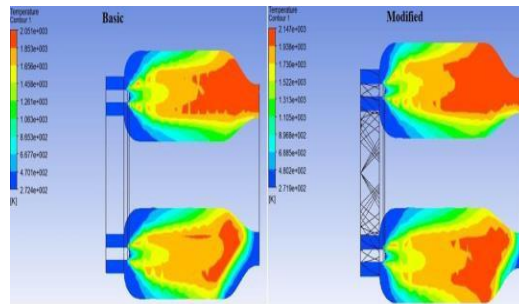 Temperature
Contour 1
Basic
2.051e+003
1.853e+003
1.656e+003
1.458e+003
1.261e+003
1.063e+003
8.653e+002
6.677e+002
4.701e+002
2.724e+002
[K]
Temperature
Contour 1
Modified
2.147e+003
1.938e+003
1.730e+003
1.522e+003
1.313e+003
1.105e+003
8.968e+002
6.885e+002
4.802e+002
2.719e+002
[K]